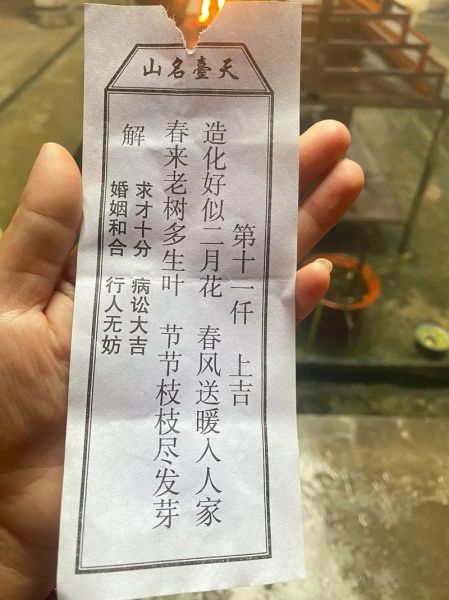 天臺名山
第十一仟 上吉
造化好似二月花 春风送暖入人家
春来老树多生叶 节节枝枝尽发芽
解
求才十分 病讼大吉
婚姻和合 行人无妨